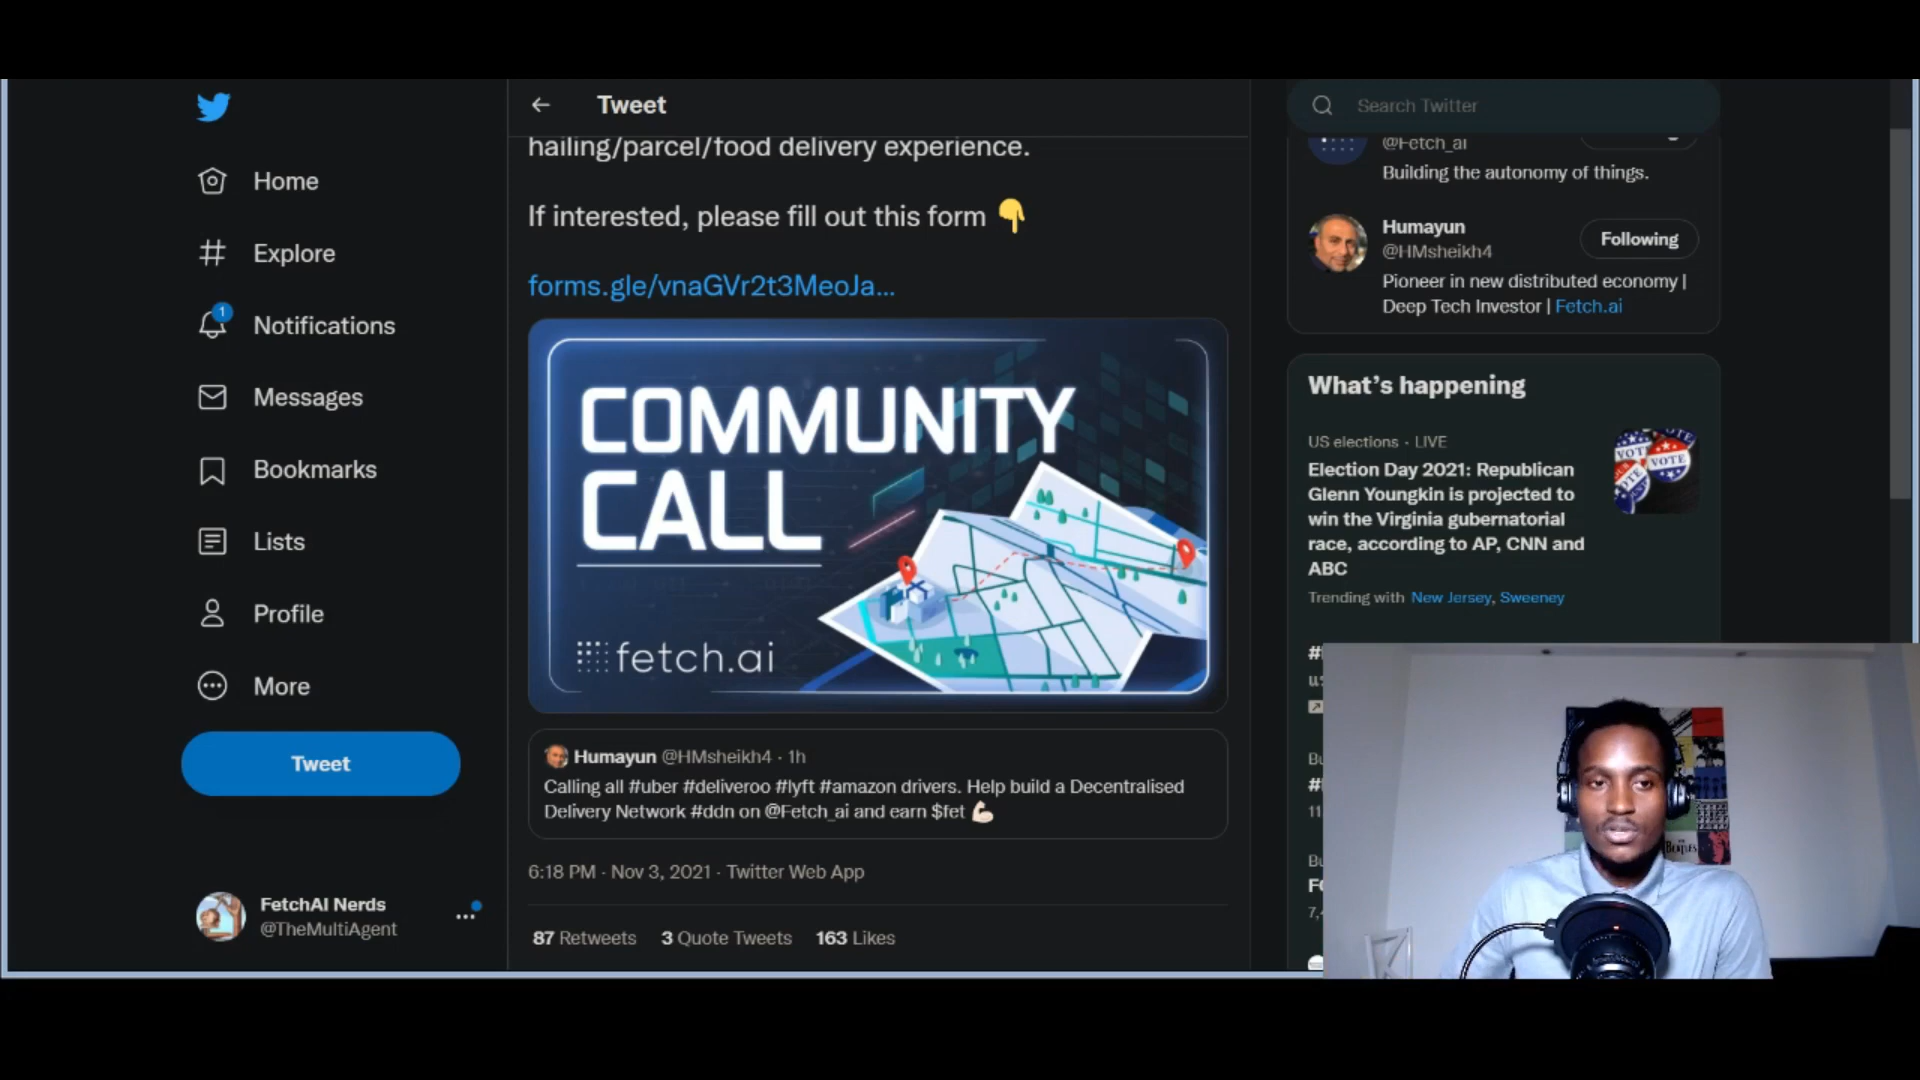 Home
Explore
1
Notifications
Messages
Bookmarks
Lists
Profile
More
Tweet
FetchAI Nerds
@TheMultiAgent
Tweet
hailing/parcel/food delivery experience.
If interested, please fill out this form 👇
forms.gle/vnaGVr2t3MeoJa...
COMMUNITY
CALL
fetch.ai
Humayun @HMsheikh4 · 1h
Calling all #uber #deliveroo #lyft #amazon drivers. Help build a Decentralised
Delivery Network #ddn on @Fetch_ai and earn $fet 💪🏻
6:18 PM · Nov 3, 2021 · Twitter Web App
87 Retweets 3 Quote Tweets 163 Likes
Search Twitter
@Fetch_ai
Building the autonomy of things.
Humayun
@HMsheikh4
Following
Pioneer in new distributed economy |
Deep Tech Investor | Fetch.ai
What's happening
US elections · LIVE
Election Day 2021: Republican
Glenn Youngkin is projected to
win the Virginia gubernatorial
race, according to AP, CNN and
ABC
Trending with New Jersey, Sweeney
VOTE
VOTE
VOTE